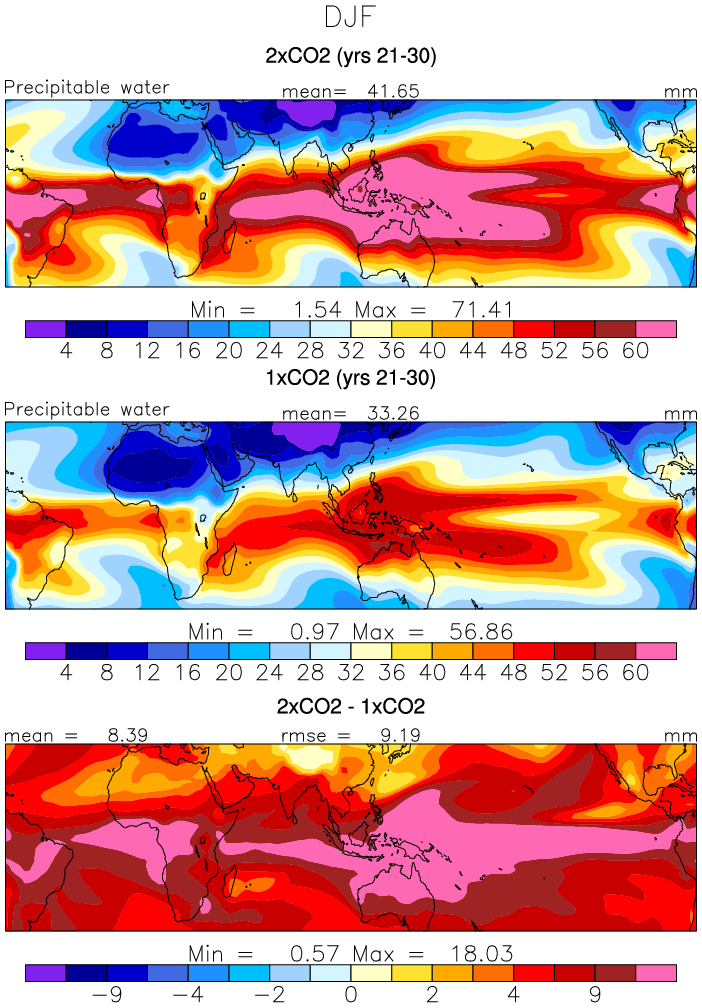 DJF
2xCO2 (yrs 21-30)
Precipitable water mean= 41.65 mm
Min = 1.54 Max = 71.41
4 8 12 16 20 24 28 32 36 40 44 48 52 56 60
1xCO2 (yrs 21-30)
Precipitable water mean= 33.26 mm
Min = 0.97 Max = 56.86
4 8 12 16 20 24 28 32 36 40 44 48 52 56 60
2xCO2 - 1xCO2
mean = 8.39 rmse = 9.19 mm
Min = 0.57 Max = 18.03
−9 −4 −2 0 2 4 9